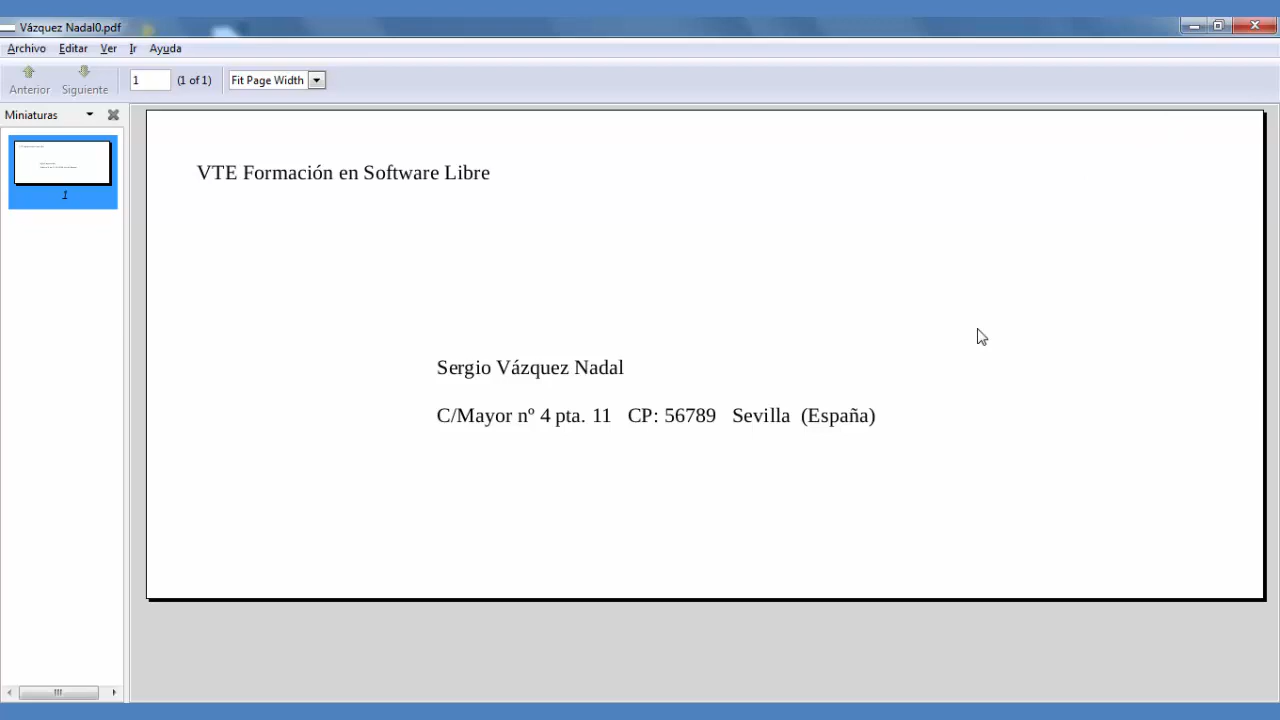 Vázquez Nadal0.pdf
Archivo Editar Ver Ir Ayuda
Anterior Siguiente 1 (1 of 1) Fit Page Width
Miniaturas
1
VTE Formación en Software Libre
Sergio Vázquez Nadal
C/Mayor nº 4 pta. 11 CP: 56789 Sevilla (España)